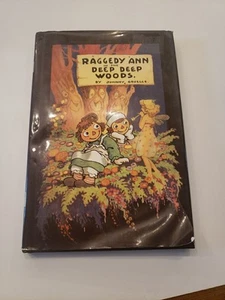 RAGGEDY ANN
IN THE
DEEP DEEP
WOODS.
BY JOHNNY GRUELLE